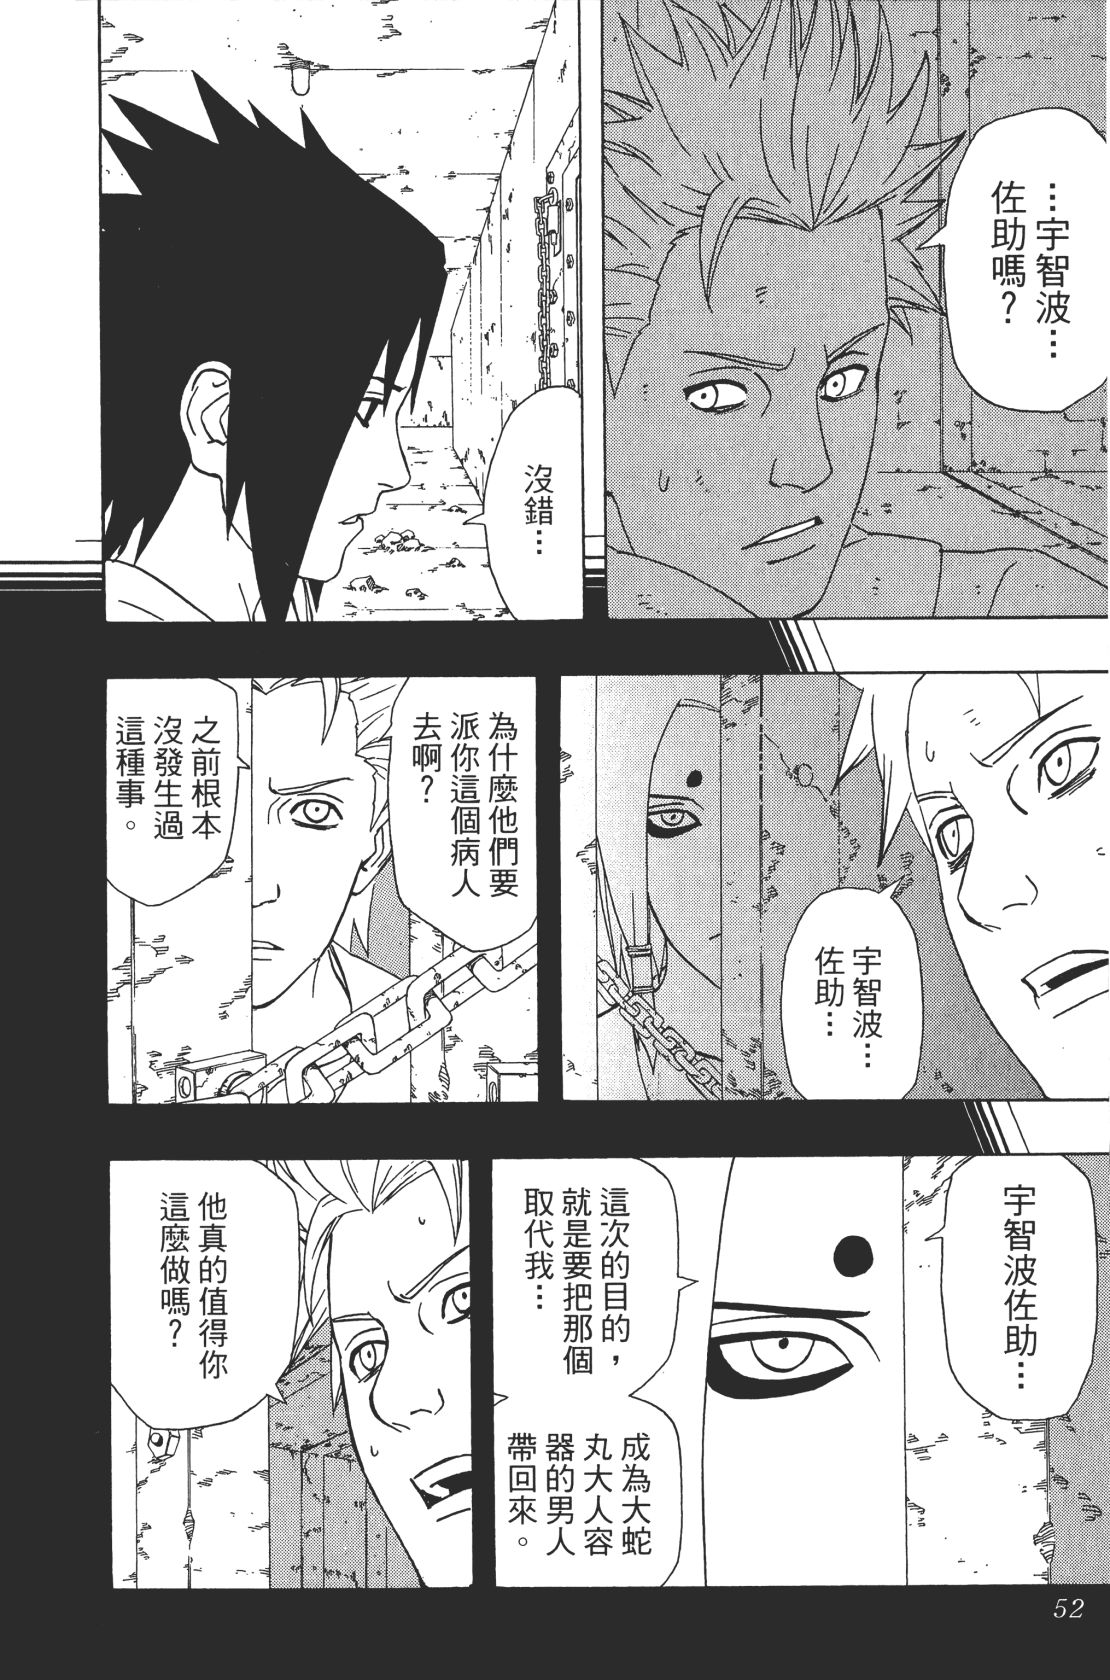 …宇智波…
佐助嗎？
沒錯…
宇智波…
佐助…
為什麼他們要
派你這個病人
去啊？
之前根本
沒發生過
這種事。
宇智波佐助…
這次的目的，
就是要把那個
取代我…
成為大蛇
丸大人容
器的男人
帶回來。
他真的值得你
這麼做嗎？
52